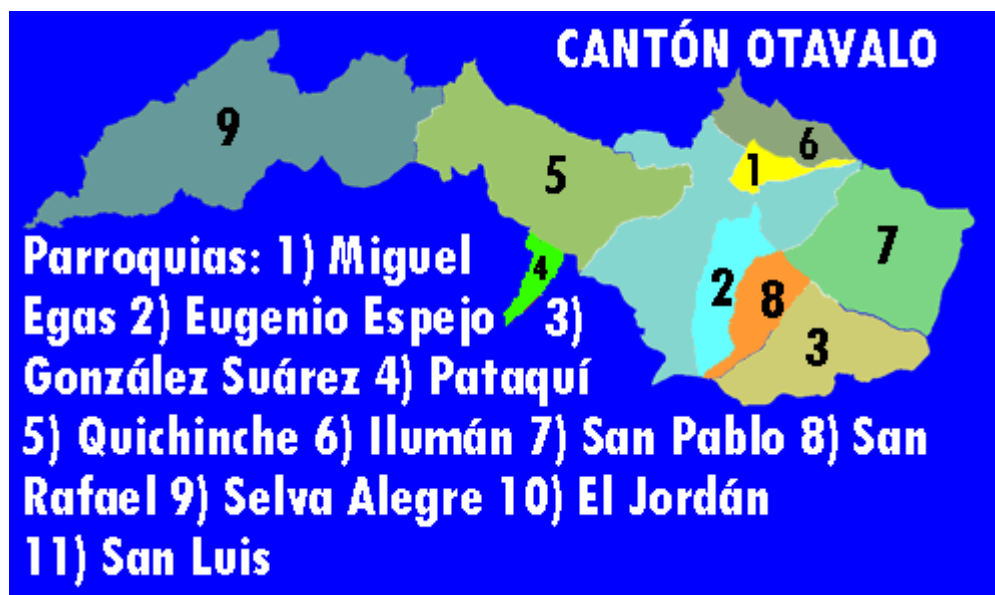 CANTÓN OTAVALO
9
6
1
5
7
4
2
8
3
Parroquias: 1) Miguel
Egas 2) Eugenio Espejo 3)
González Suárez 4) Pataquí
5) Quichinche 6) Ilumán 7) San Pablo 8) San
Rafael 9) Selva Alegre 10) El Jordán
11) San Luis